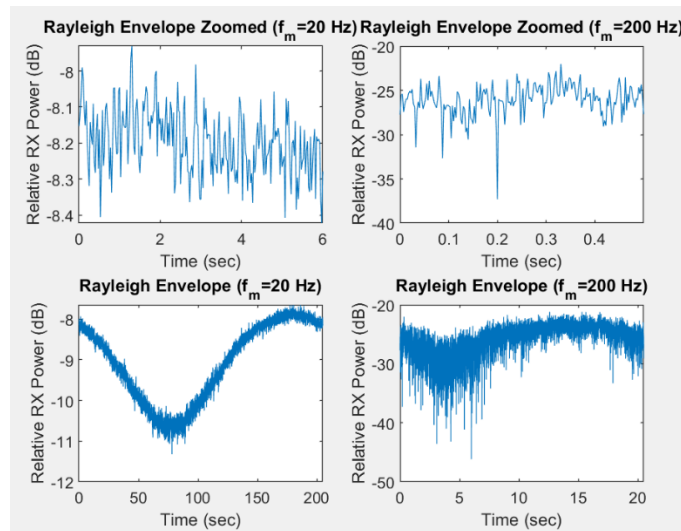 Rayleigh Envelope Zoomed (f_m=20 Hz)
Relative RX Power (dB)
-8
-8.1
-8.2
-8.3
-8.4
0 2 4 6
Time (sec)
Rayleigh Envelope Zoomed (f_m=200 Hz)
Relative RX Power (dB)
-20
-25
-30
-35
-40
0 0.1 0.2 0.3 0.4
Time (sec)
Rayleigh Envelope (f_m=20 Hz)
Relative RX Power (dB)
-8
-9
-10
-11
-12
0 50 100 150 200
Time (sec)
Rayleigh Envelope (f_m=200 Hz)
Relative RX Power (dB)
-20
-30
-40
-50
0 5 10 15 20
Time (sec)